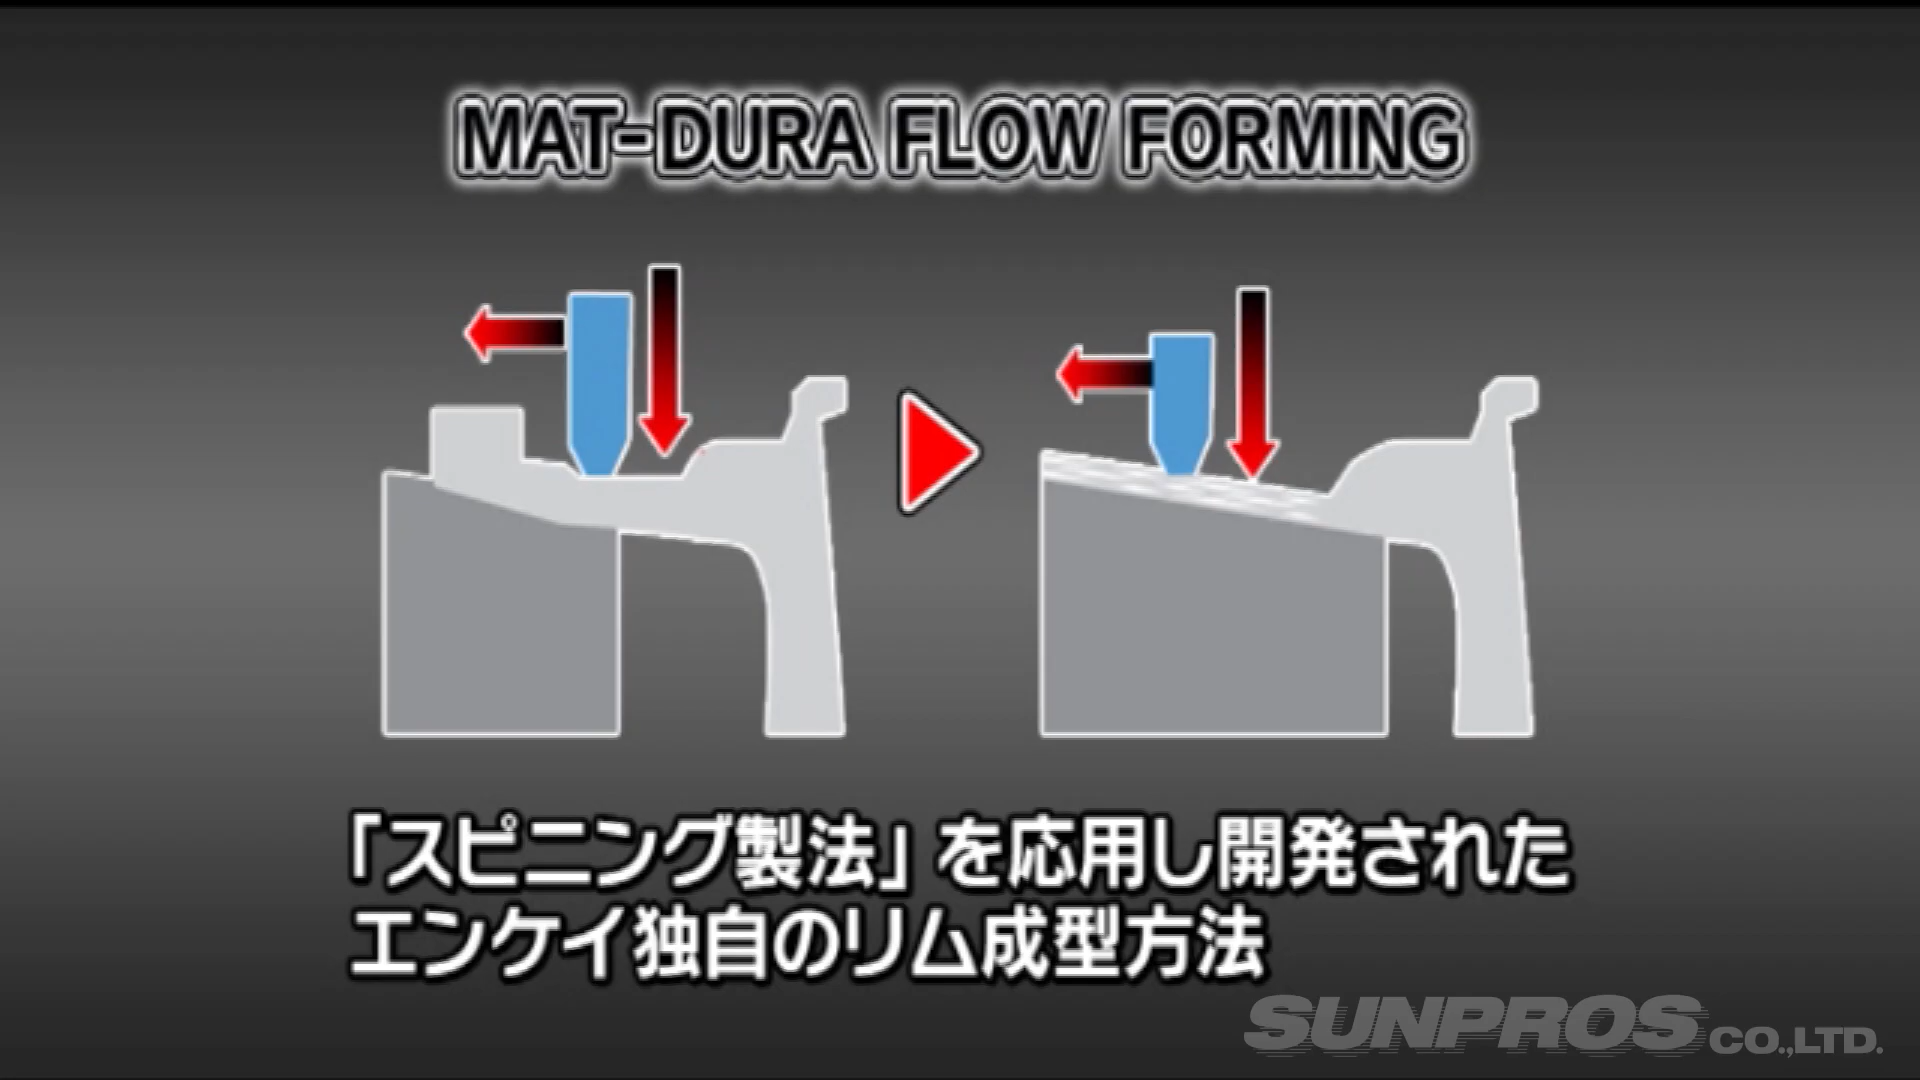 MAT-DURA FLOW FORMING
「スピニング製法」を応用し開発された
エンケイ独自のリム成型方法
SUNPROS CO.,LTD.